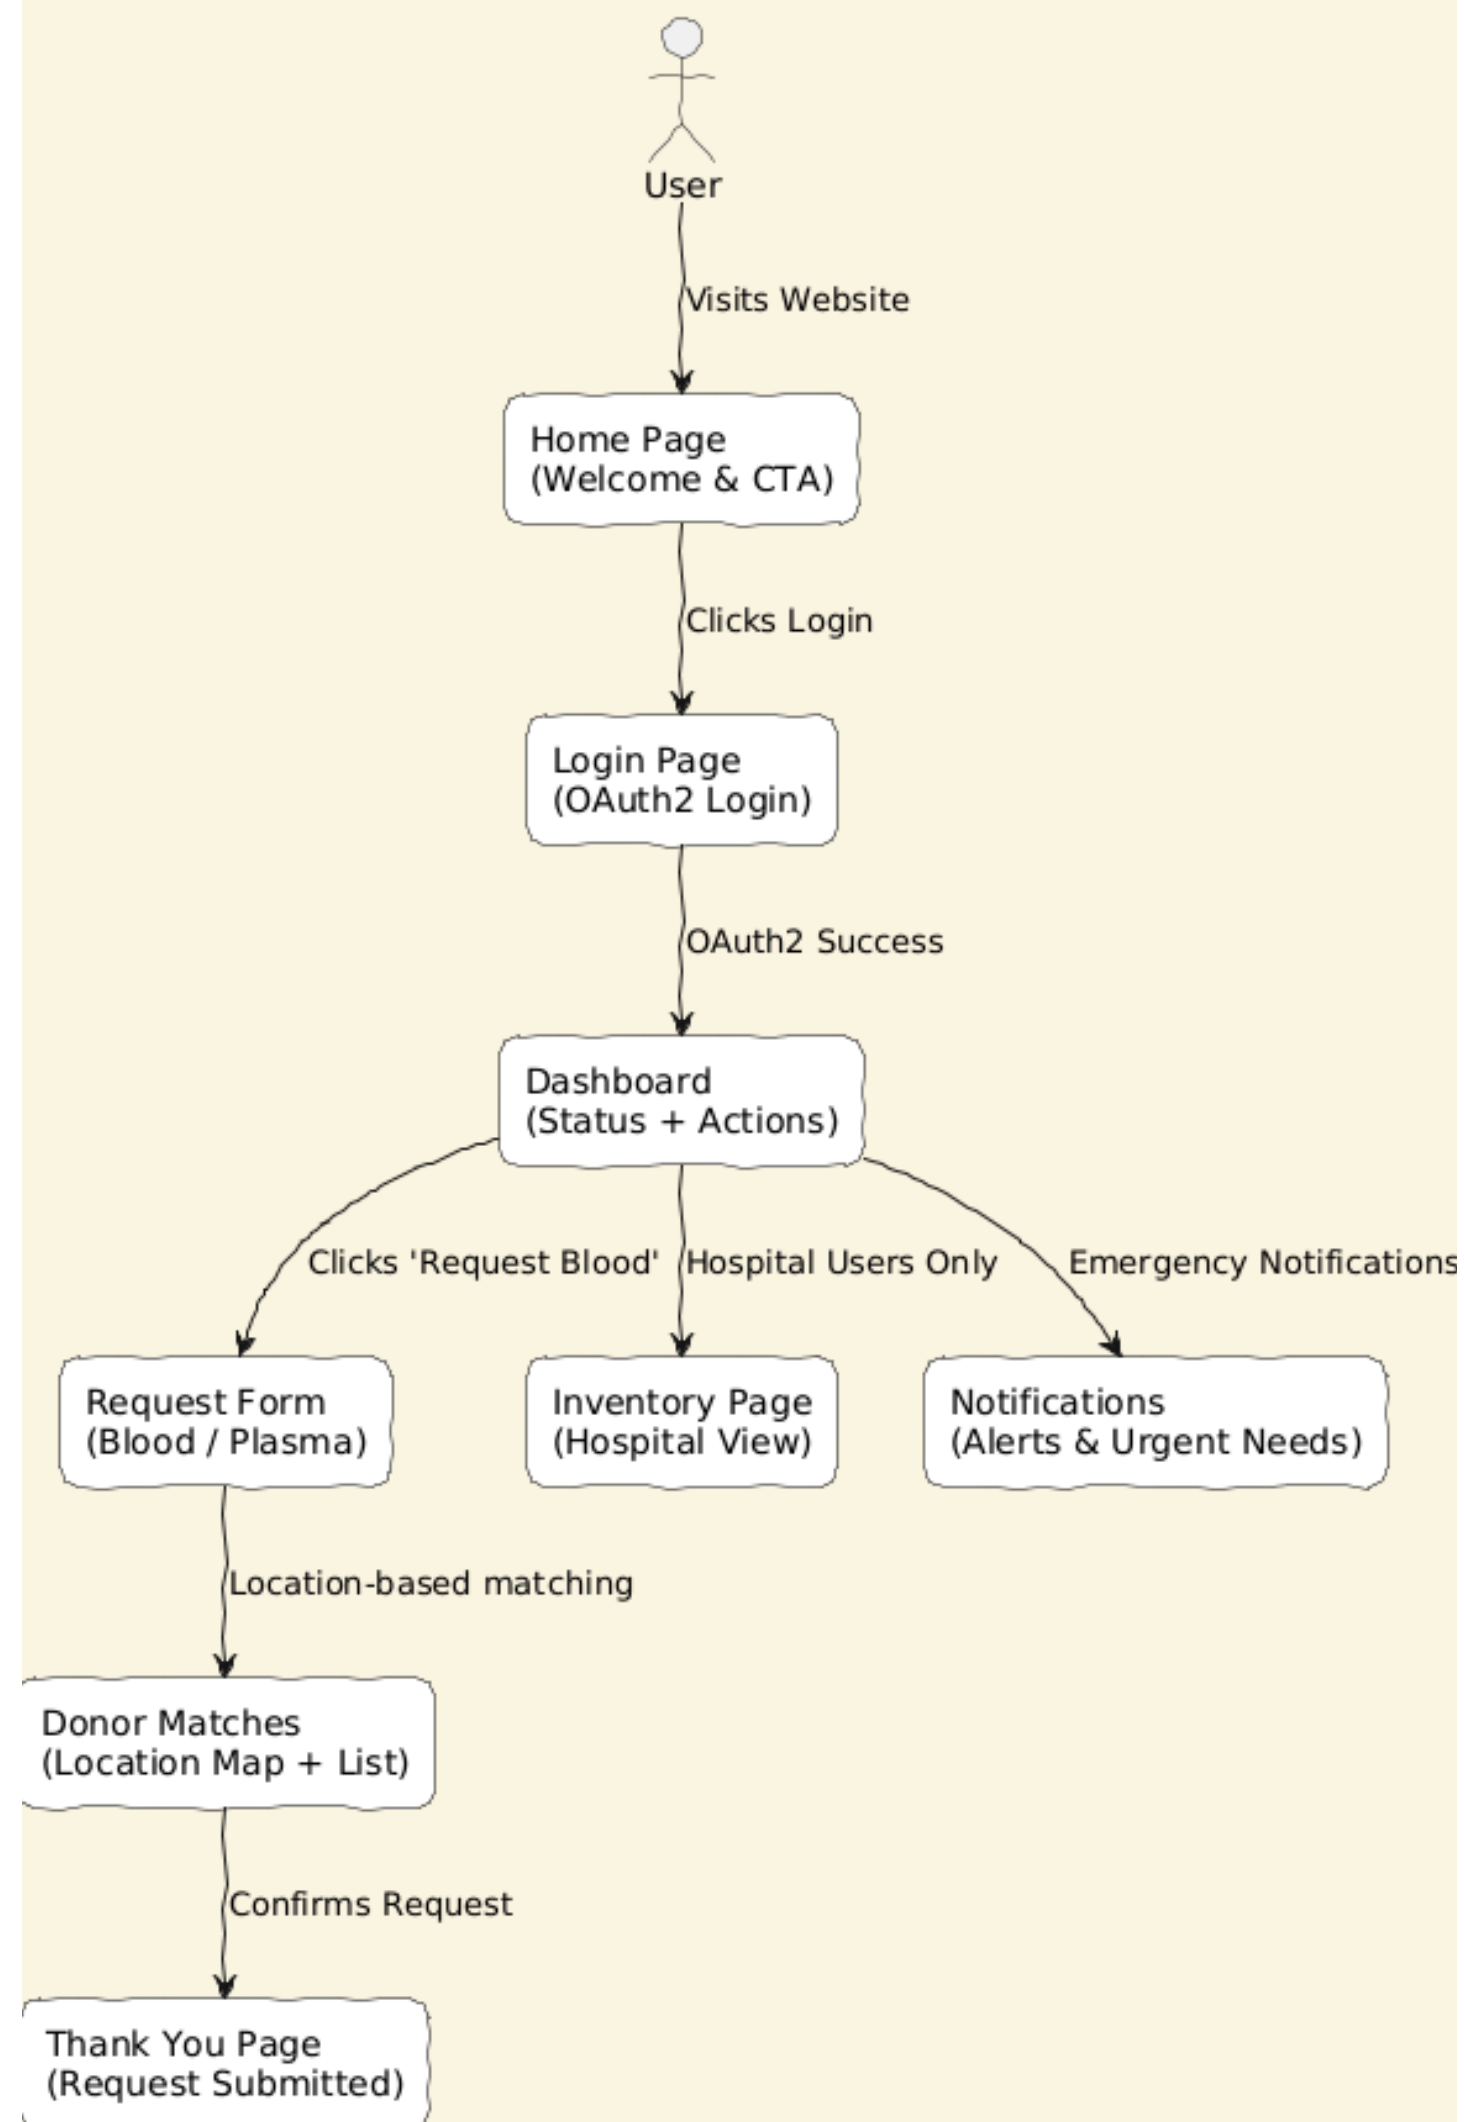 User
Visits Website
Home Page
(Welcome & CTA)
Clicks Login
Login Page
(OAuth2 Login)
OAuth2 Success
Dashboard
(Status + Actions)
Clicks 'Request Blood'
Hospital Users Only
Emergency Notifications
Request Form
(Blood / Plasma)
Inventory Page
(Hospital View)
Notifications
(Alerts & Urgent Needs)
Location-based matching
Donor Matches
(Location Map + List)
Confirms Request
Thank You Page
(Request Submitted)